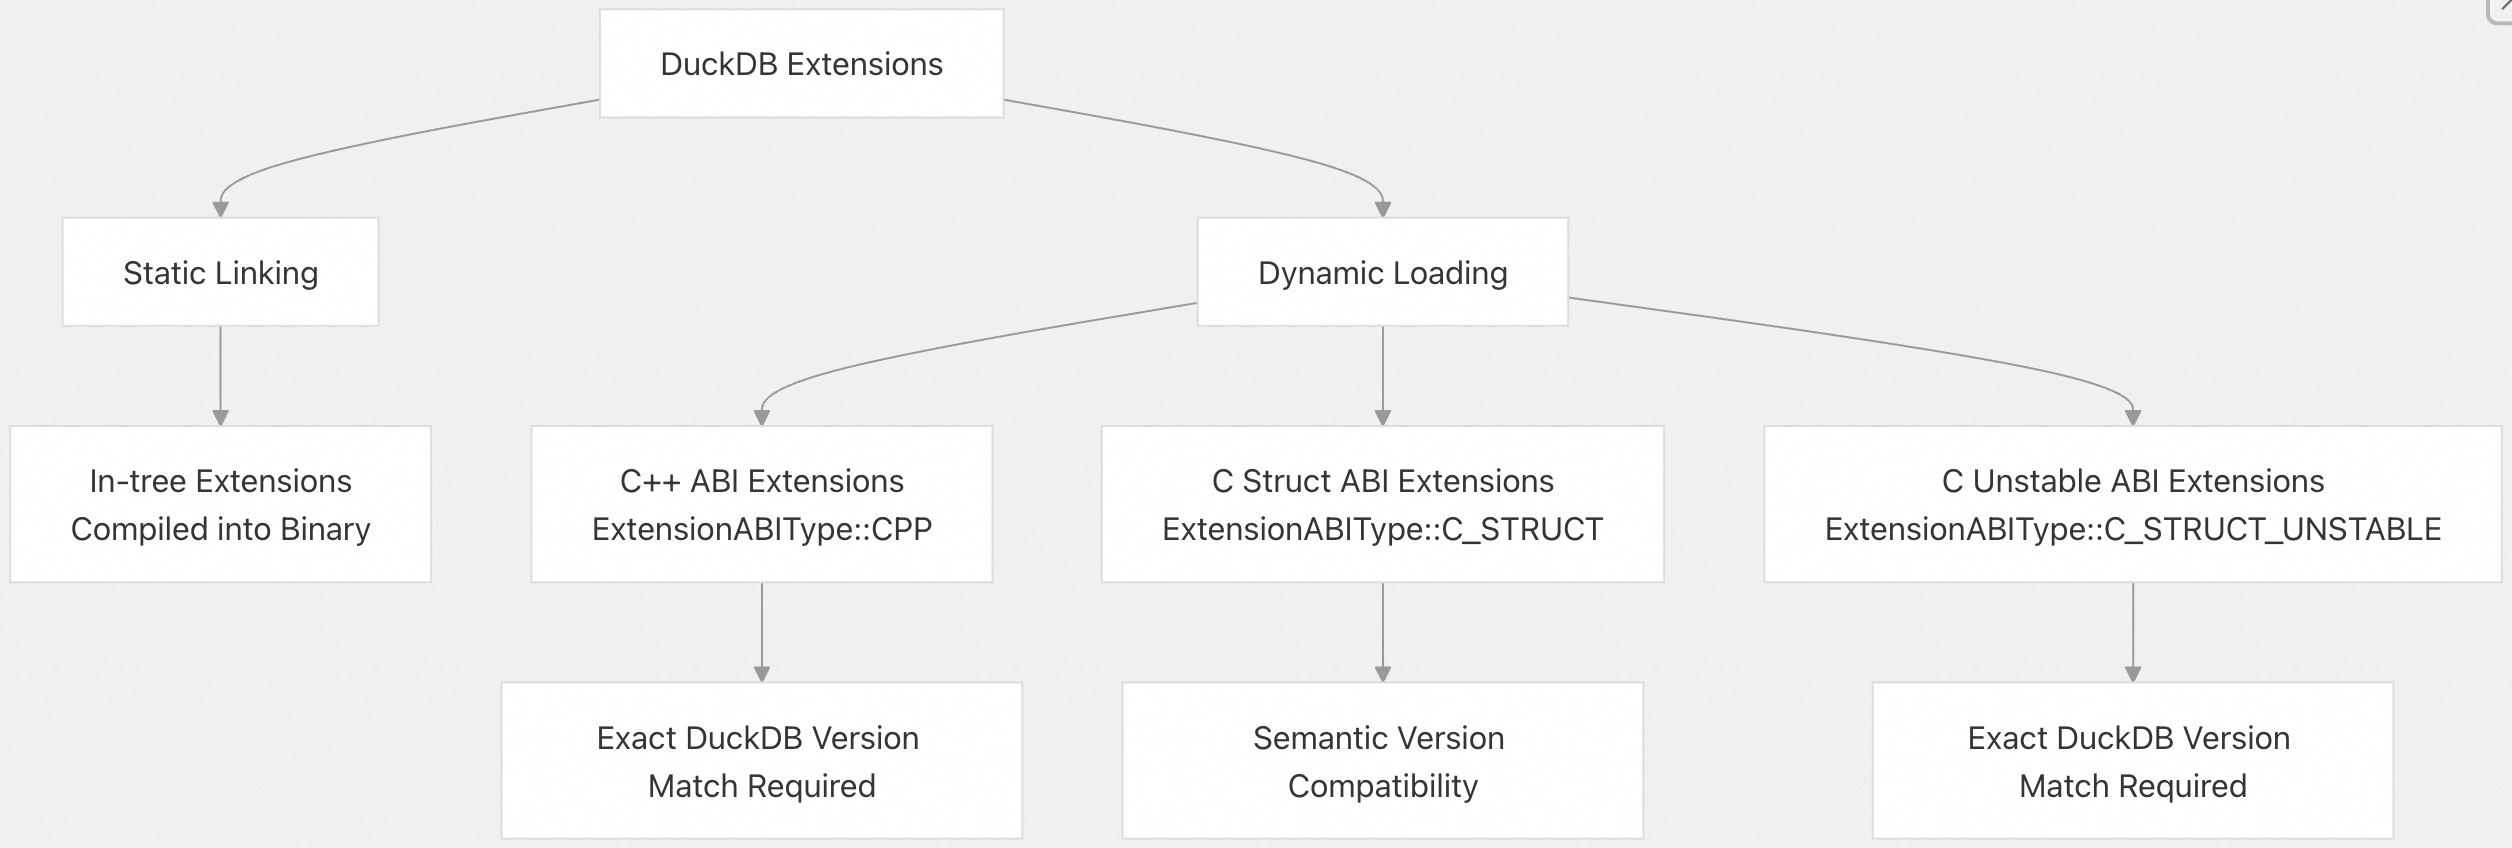 DuckDB Extensions
Static Linking
Dynamic Loading
In-tree Extensions
Compiled into Binary
C++ ABI Extensions
ExtensionABIType::CPP
C Struct ABI Extensions
ExtensionABIType::C_STRUCT
C Unstable ABI Extensions
ExtensionABIType::C_STRUCT_UNSTABLE
Exact DuckDB Version
Match Required
Semantic Version
Compatibility
Exact DuckDB Version
Match Required